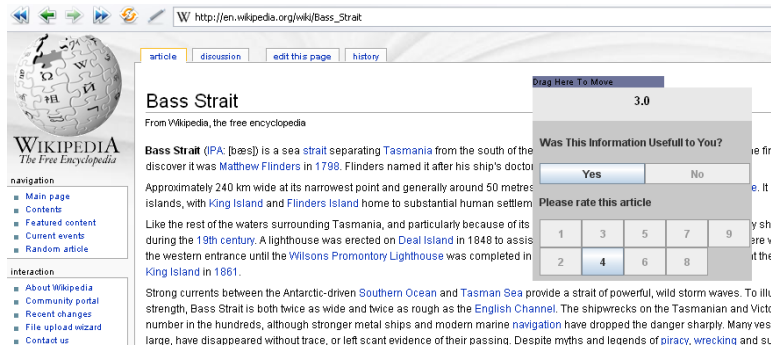 W http://en.wikipedia.org/wiki/Bass_Strait
article discussion edit this page history
WIKIPEDIA
The Free Encyclopedia
navigation
Main page
Contents
Featured content
Current events
Random article
interaction
About Wikipedia
Community portal
Recent changes
File upload wizard
Contact us
Bass Strait
From Wikipedia, the free encyclopedia
Bass Strait (IPA: [bæs]) is a sea strait separating Tasmania from the south of the
discover it was Matthew Flinders in 1798. Flinders named it after his ship's doctor
Approximately 240 km wide at its narrowest point and generally around 50 metres e. It
islands, with King Island and Flinders Island home to substantial human settlem
Like the rest of the waters surrounding Tasmania, and particularly because of its
during the 19th century. A lighthouse was erected on Deal Island in 1848 to assis
the western entrance until the Wilsons Promontory Lighthouse was completed in
King Island in 1861.
Strong currents between the Antarctic-driven Southern Ocean and Tasman Sea provide a strait of powerful, wild storm waves. To illu
strength, Bass Strait is both twice as wide and twice as rough as the English Channel. The shipwrecks on the Tasmanian and Victo
number in the hundreds, although stronger metal ships and modern marine navigation have dropped the danger sharply. Many ves
large, have disappeared without trace, or left scant evidence of their passing. Despite myths and legends of piracy, wrecking and su
Drag Here To Move
3.0
Was This Information Usefull to You?
Yes No
Please rate this article
1 3 5 7 9
2 4 6 8